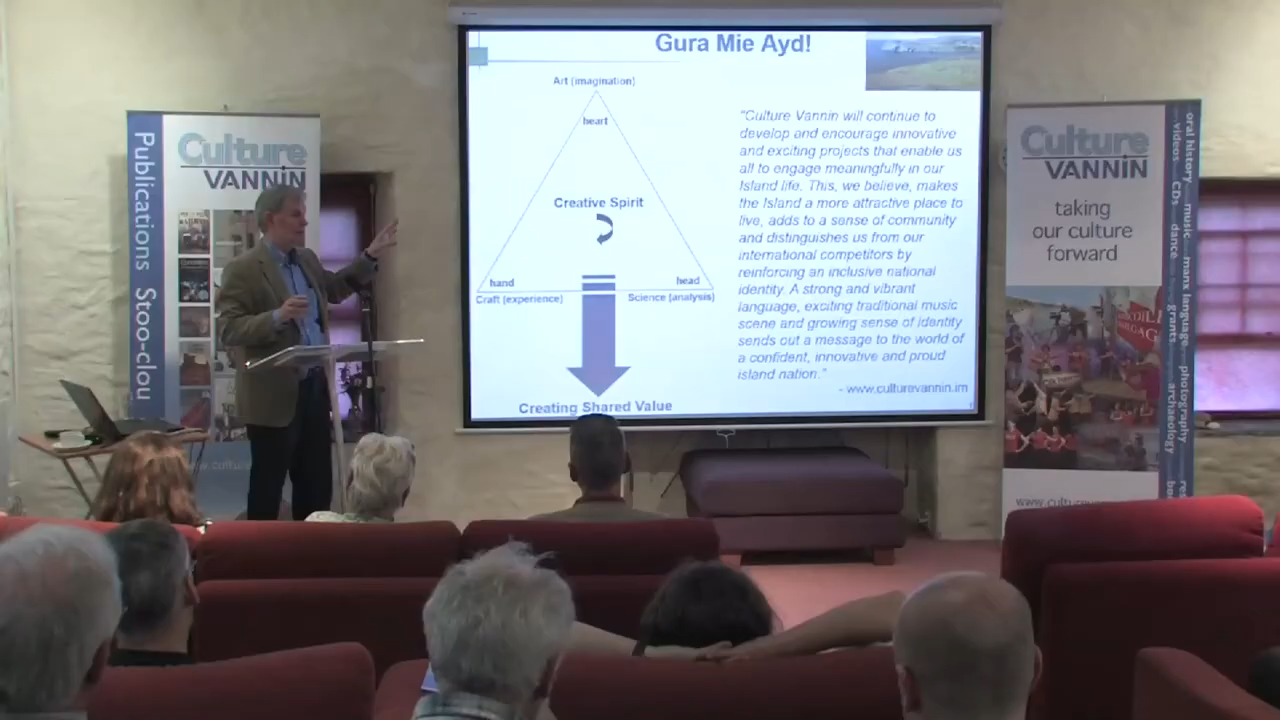 Publications
Stoo-clou
Culture
VANNIN
Gura Mie Ayd!
Art (imagination)
heart
Creative Spirit
hand
head
Craft (experience)
Science (analysis)
Creating Shared Value
"Culture Vannin will continue to
develop and encourage innovative
and exciting projects that enable us
all to engage meaningfully in our
Island life. This, we believe, makes
the Island a more attractive place to
live, adds to a sense of community
and distinguishes us from our
international competitors by
reinforcing an inclusive national
identity. A strong and vibrant
language, exciting traditional music
scene and growing sense of identity
sends out a message to the world of
a confident, innovative and proud
island nation."
- www.culturevannin.im
Culture
VANNIN
taking
our culture
forward
oral history music manx language photography
videos CDs dance grants archaeology